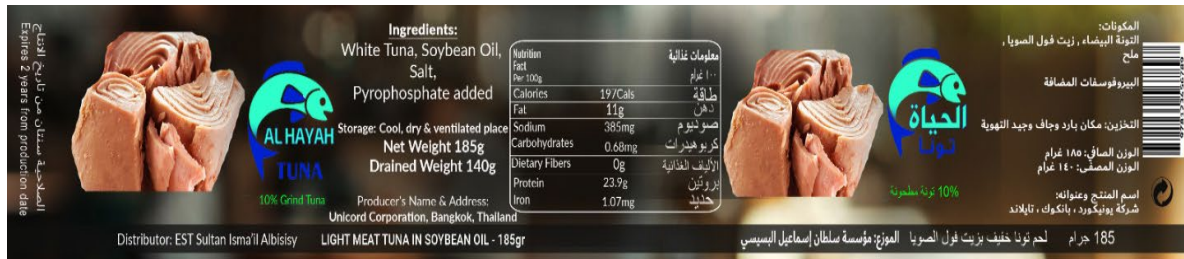 الصلاحية سنتان من تاريخ الانتاج
Expires 2 years from production date
AL HAYAH
TUNA
10% Grind Tuna
Ingredients:
White Tuna, Soybean Oil,
Salt,
Pyrophosphate added
Storage: Cool, dry & ventilated place
Net Weight 185g
Drained Weight 140g
Producer's Name & Address:
Unicord Corporation, Bangkok, Thailand
Nutrition
Fact
Per 100g
معلومات غذائية
١٠٠ غرام
Calories 197/Cals طاقة
Fat 11g دهن
Sodium 385mg صوديوم
Carbohydrates 0.68mg كربوهيدرات
Dietary Fibers 0g الألياف الغذائية
Protein 23.9g بروتين
Iron 1.07mg حديد
الحياة
تونا
10% تونة مطحونة
المكونات:
التونة البيضاء , زيت فول الصويا ,
ملح
البيروفوسفات المضافة
التخزين: مكان بارد وجاف وجيد التهوية
الوزن الصافي: ١٨٥ غرام
الوزن المصفى: ١٤٠ غرام
اسم المنتج وعنوانه:
شركة يونيكورد ، بانكوك ، تايلاند
Distributor: EST Sultan Isma'il Albisisy
LIGHT MEAT TUNA IN SOYBEAN OIL - 185gr
الموزع: مؤسسة سلطان إسماعيل البسيسي
لحم تونا خفيف بزيت فول الصويا
185 جرام